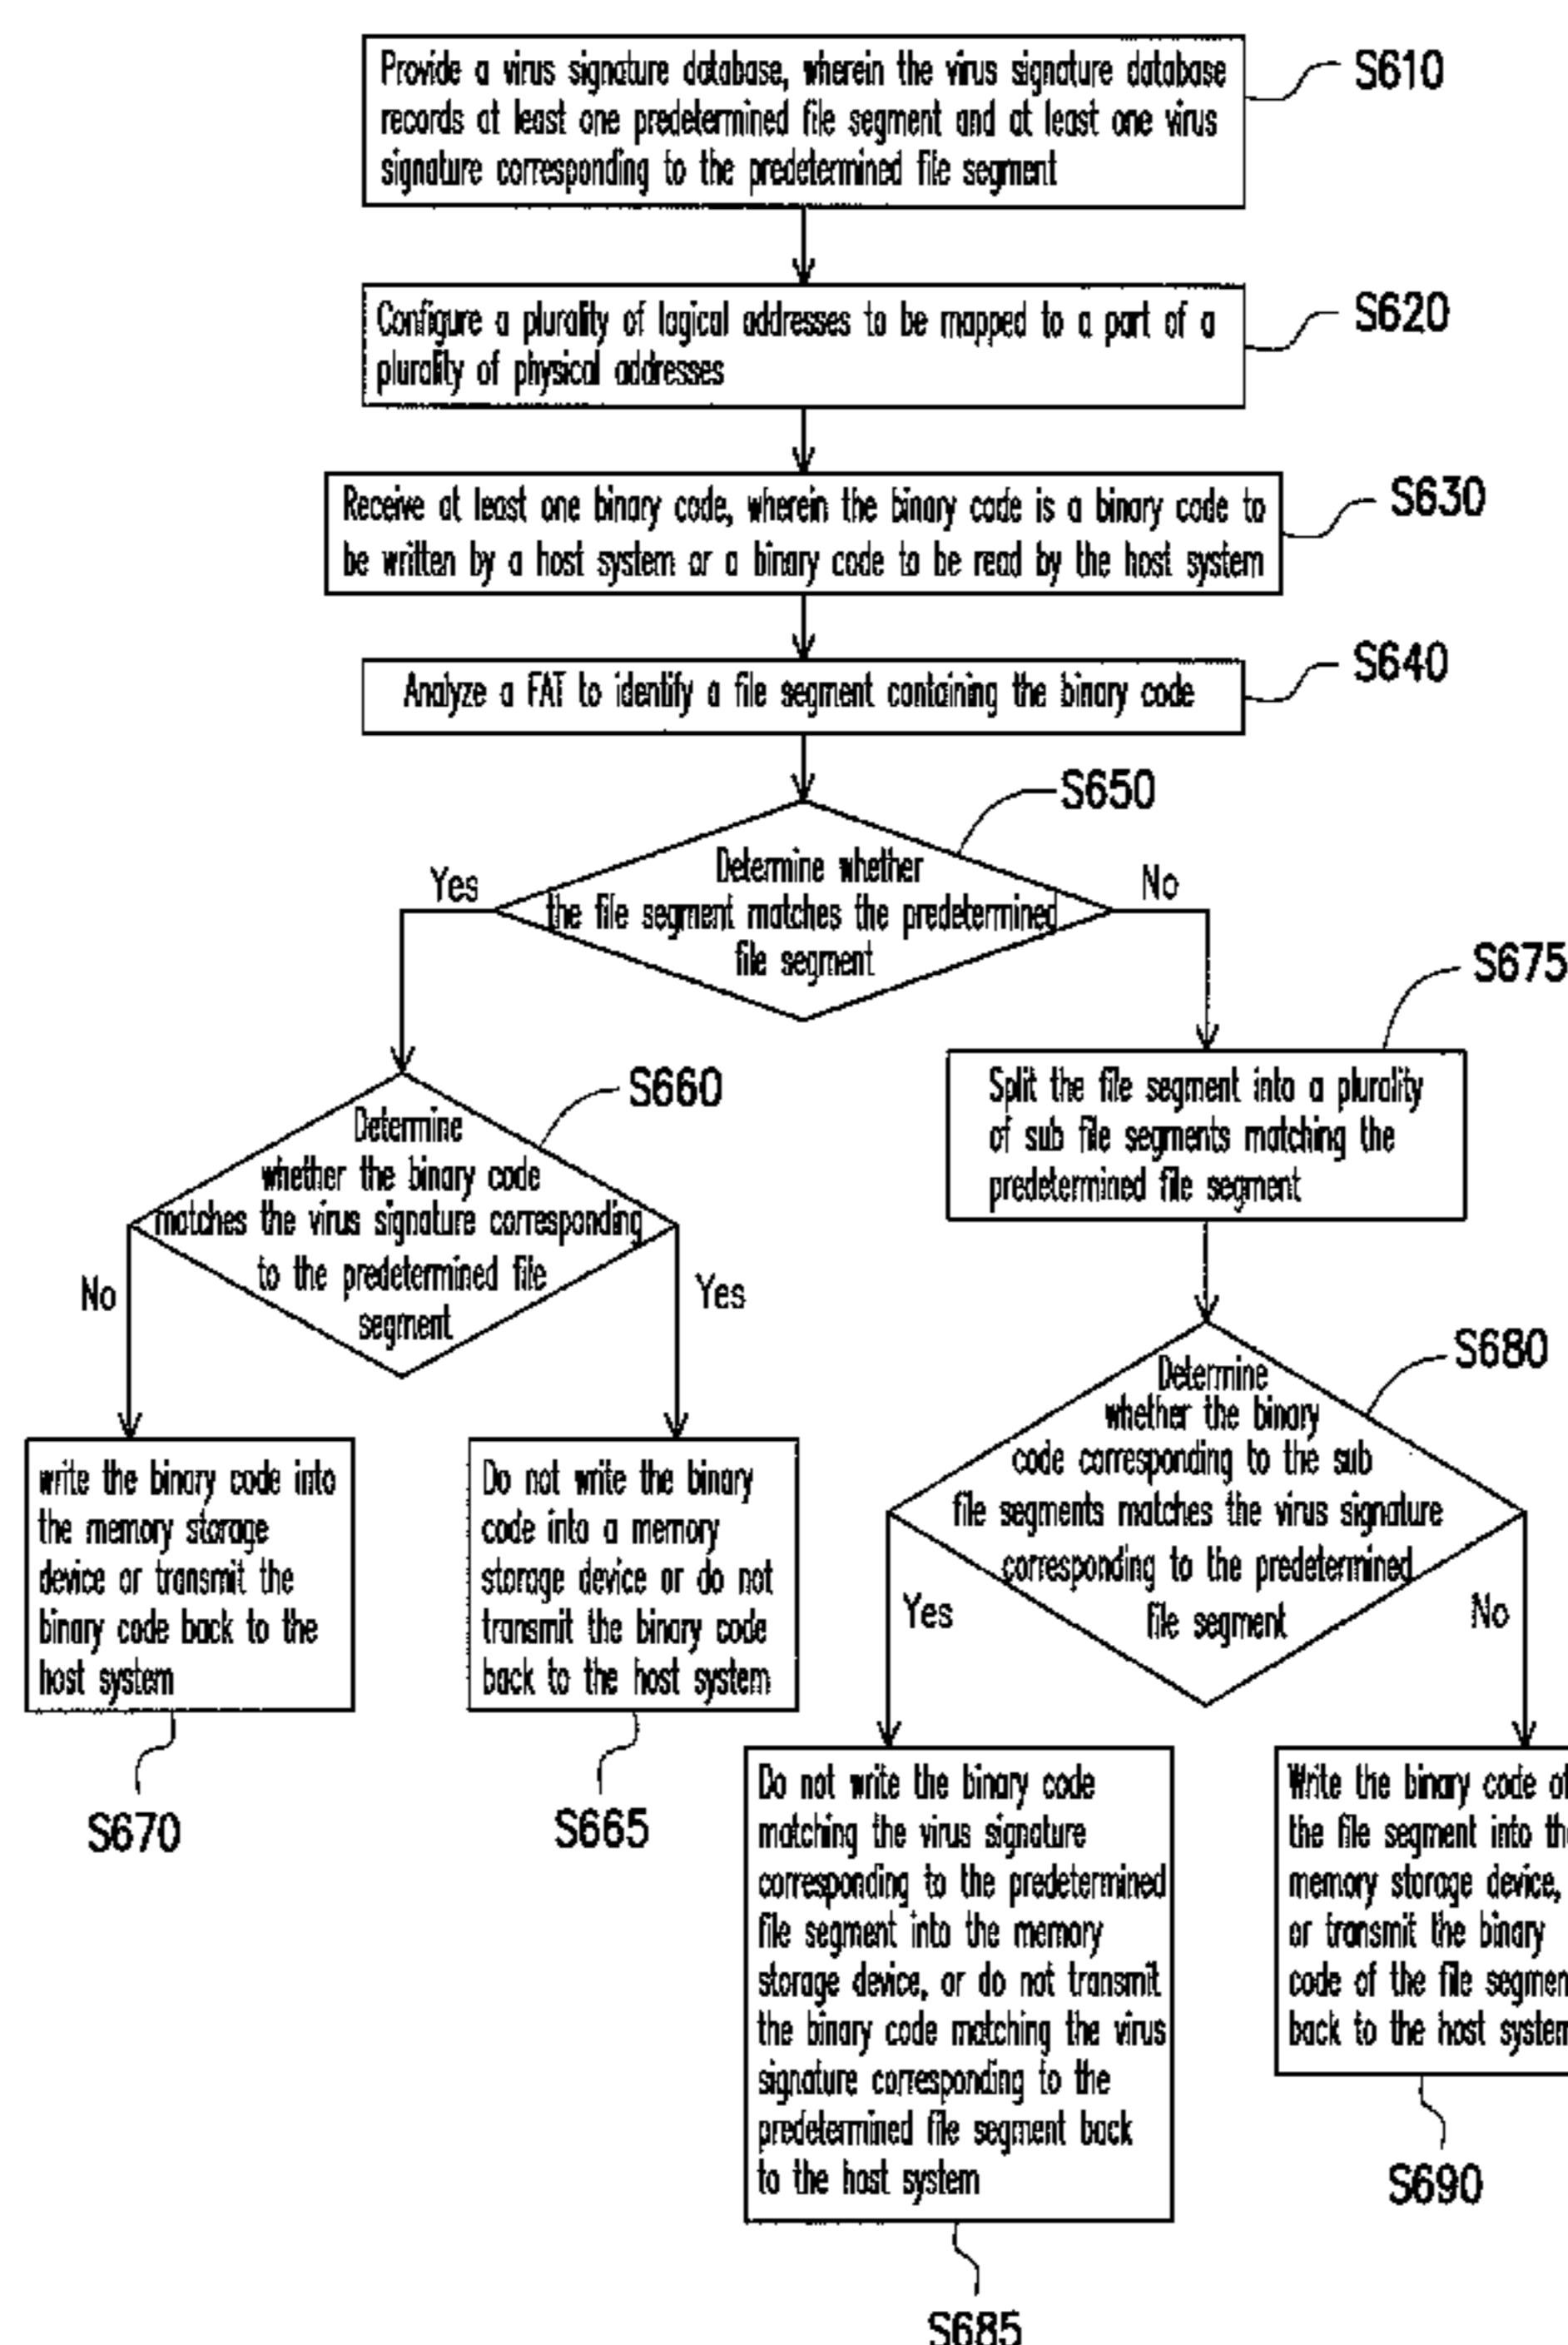 Provide a virus signature database, wherein the virus signature database
records at least one predetermined file segment and at least one virus
signature corresponding to the predetermined file segment
S610
Configure a plurality of logical addresses to be mapped to a part of a
plurality of physical addresses
S620
Receive at least one binary code, wherein the binary code is a binary code to
be written by a host system or a binary code to be read by the host system
S630
Analyze a FAT to identify a file segment containing the binary code
S640
S650
Determine whether
the file segment matches the predetermined
file segment
Yes
No
S675
Split the file segment into a plurality
of sub file segments matching the
predetermined file segment
S660
Determine
whether the binary code
matches the virus signature corresponding
to the predetermined file
segment
No
Yes
S680
Determine
whether the binary
code corresponding to the sub
file segments matches the virus signature
corresponding to the predetermined
file segment
Yes
No
write the binary code into
the memory storage
device or transmit the
binary code back to the
host system
S670
Do not write the binary
code into a memory
storage device or do not
transmit the binary code
back to the host system
S665
Do not write the binary code
matching the virus signature
corresponding to the predetermined
file segment into the memory
storage device, or do not transmit
the binary code matching the virus
signature corresponding to the
predetermined file segment back
to the host system
S685
Write the binary code of
the file segment into the
memory storage device,
or transmit the binary
code of the file segmen
back to the host system
S690